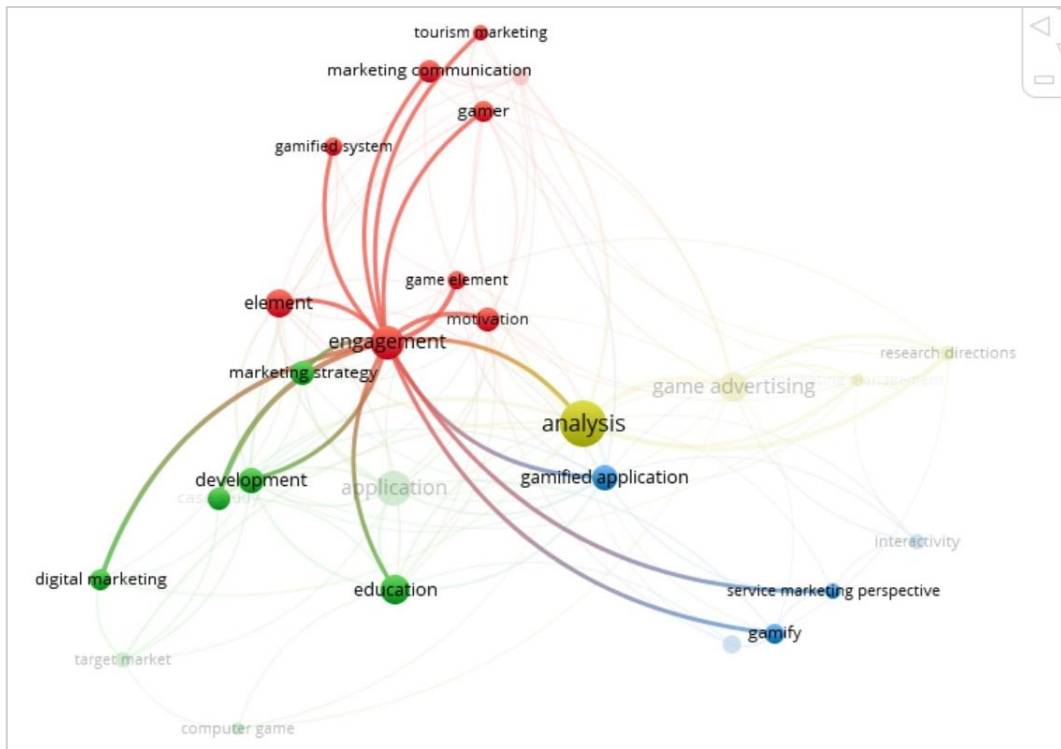 tourism marketing
marketing communication
gamer
gamified system
game element
element
motivation
engagement
research directions
marketing strategy
game advertising
analysis
gamified application
development
application
interactivity
digital marketing
education
service marketing perspective
gamify
target market
computer game